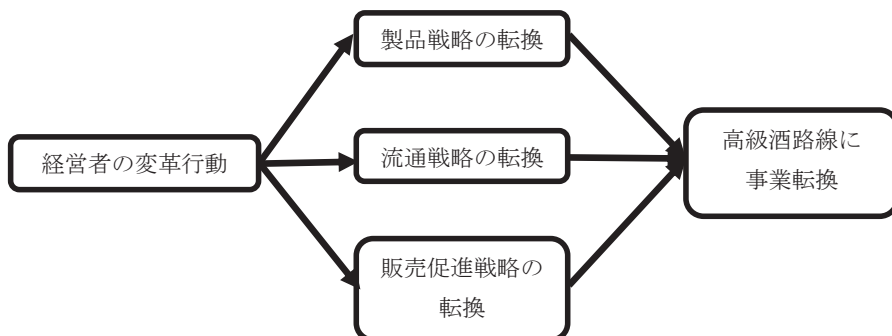 経営者の変革行動
製品戦略の転換
流通戦略の転換
販売促進戦略の
転換
高級酒路線に
事業転換